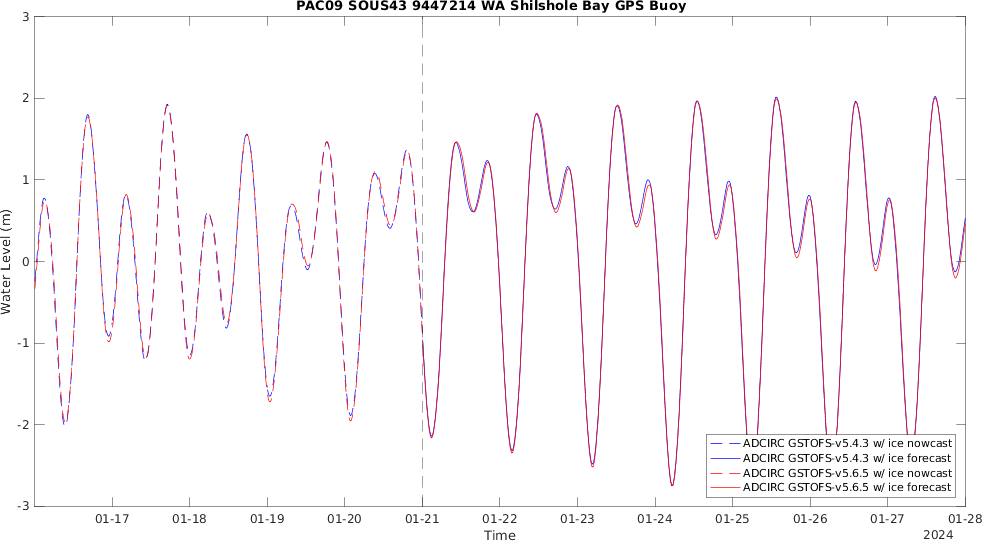 PAC09 SOUS43 9447214 WA Shilshole Bay GPS Buoy
3
2
1
0
-1
-2
-3
Water Level (m)
ADCIRC GSTOFS-v5.4.3 w/ ice nowcast
ADCIRC GSTOFS-v5.4.3 w/ ice forecast
ADCIRC GSTOFS-v5.6.5 w/ ice nowcast
ADCIRC GSTOFS-v5.6.5 w/ ice forecast
01-17 01-18 01-19 01-20 01-21 01-22 01-23 01-24 01-25 01-26 01-27 01-28
Time
2024